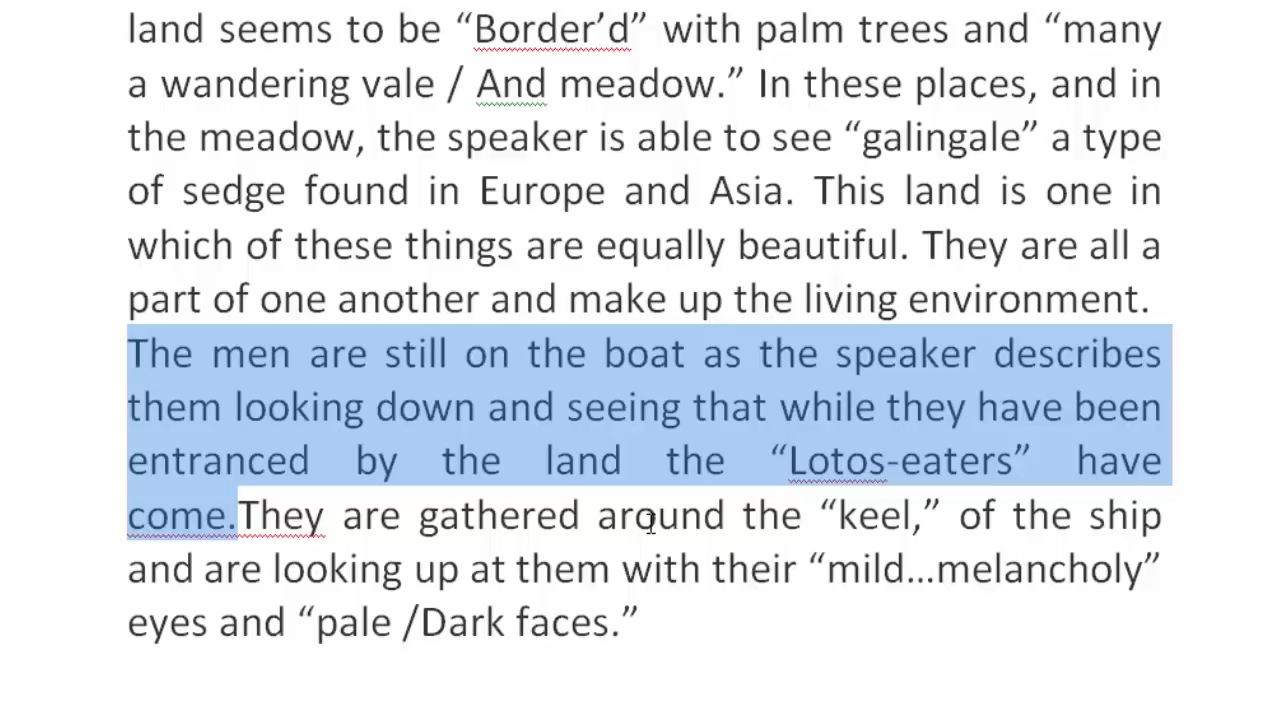 land seems to be “Border’d” with palm trees and “many
a wandering vale / And meadow.” In these places, and in
the meadow, the speaker is able to see “galingale” a type
of sedge found in Europe and Asia. This land is one in
which of these things are equally beautiful. They are all a
part of one another and make up the living environment.
The men are still on the boat as the speaker describes
them looking down and seeing that while they have been
entranced by the land the “Lotos-eaters” have
come.They are gathered around the “keel,” of the ship
and are looking up at them with their “mild…melancholy”
eyes and “pale /Dark faces.”